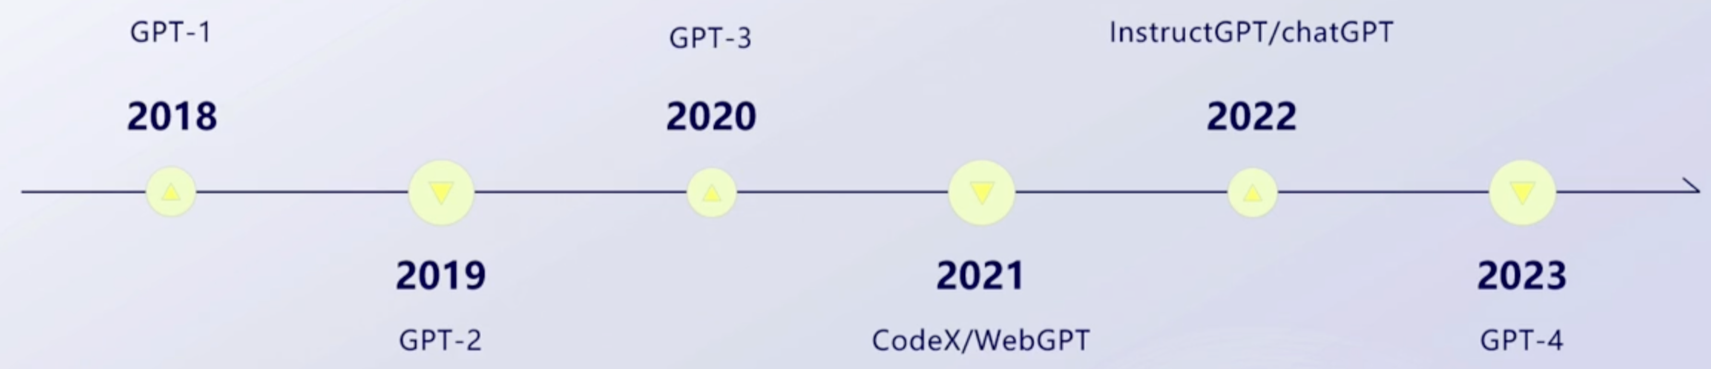 GPT-1
2018
2019
GPT-2
GPT-3
2020
2021
CodeX/WebGPT
InstructGPT/chatGPT
2022
2023
GPT-4